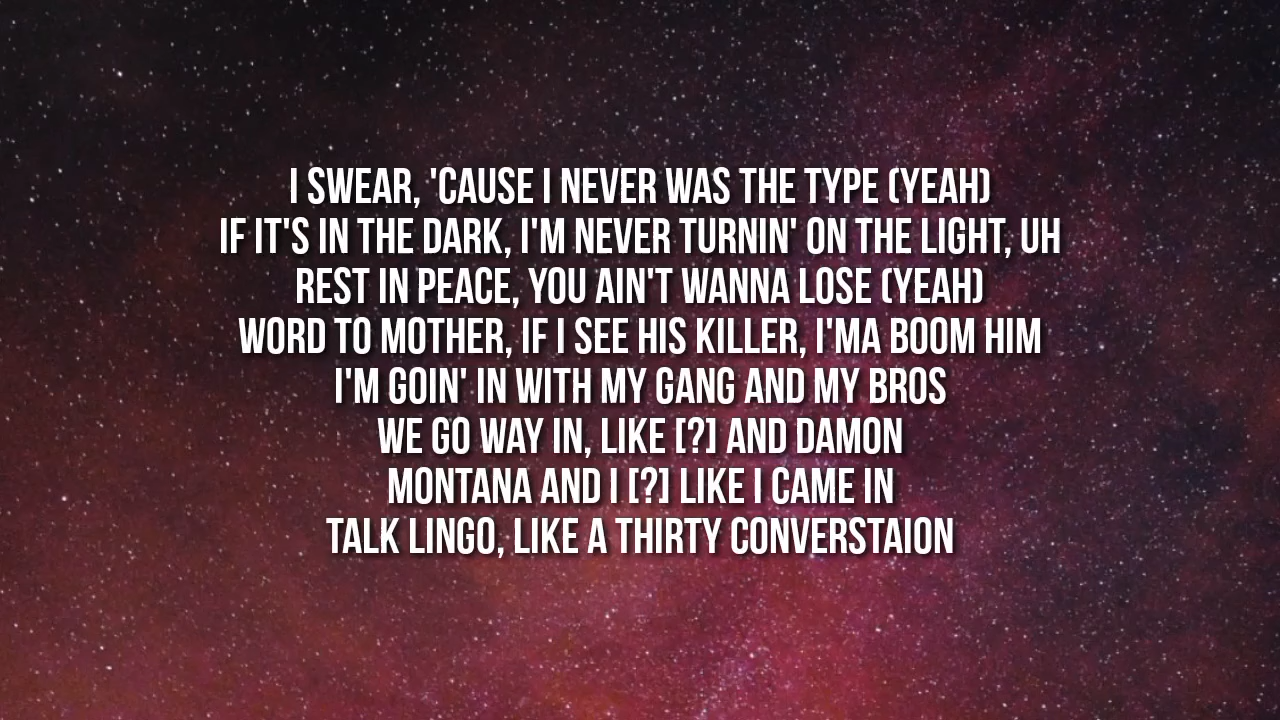 I SWEAR, 'CAUSE I NEVER WAS THE TYPE (YEAH)
IF IT'S IN THE DARK, I'M NEVER TURNIN' ON THE LIGHT, UH
REST IN PEACE, YOU AIN'T WANNA LOSE (YEAH)
WORD TO MOTHER, IF I SEE HIS KILLER, I'MA BOOM HIM
I'M GOIN' IN WITH MY GANG AND MY BROS
WE GO WAY IN, LIKE [?] AND DAMON
MONTANA AND I [?] LIKE I CAME IN
TALK LINGO, LIKE A THIRTY CONVERSTAION